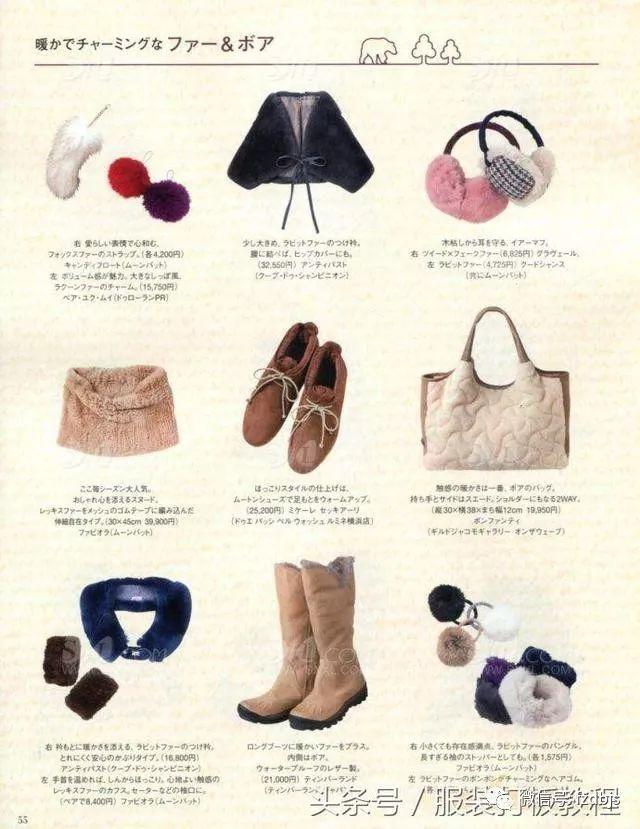 暖かでチャーミングな ファー＆ボア
右 愛らしい表情で心和む、
フォックスファーのストラップ。（各4,200円）
キャンディフロート（ムーンバット）
左 ボリューム感が魅力。大きなしっぽ風、
ラクーンファーのチャーム。（15,750円）
ベア・ユク・ムイ（ドゥローランPR）
少し大きめ、ラビットファーのつけ衿。
腰に結べば、ヒップカバーにも。
（32,550円）アンティパスト
（クープ・ドゥ・シャンピニオン）
木枯しから耳を守る、イアーマフ。
右 ツイード×フェークファー（6,825円）グラヴェール、
左 ラビットファー（4,725円）クードシャンス
（共にムーンバット）
ここ毎シーズン大人気。
おしゃれ心を添えるスヌード。
レッキスファーをメッシュのゴムテープに編み込んだ
伸縮自在タイプ。（30×45cm 39,900円）
ファビオラ（ムーンバット）
ほっこりスタイルの仕上げは、
ムートンシューズで足もとをウォームアップ。
（25,200円）ミケーレ セッキアーリ
（ドゥエ パッシ ペル ウォッシュ ルミネ横浜店）
触感の暖かさは一番、ボアのバッグ。
持ち手とサイドはスエード。ショルダーにもなる2WAY。
（縦30×横38×まち幅12cm 19,950円）
ボンファンティ
（ギルドジャコモギャラリー・オンザウェーブ）
右 衿もとに暖かさを添える、ラビットファーのつけ衿。
とれにくく安心のかぶりタイプ。（16,800円）
アンティパスト（クープ・ドゥ・シャンピニオン）
左 手首を温めれば、しんからほっこり。心地よい触感の
レッキスファーのカフス。セーターなどの袖口に。
（ペアで8,400円）ファビオラ（ムーンバット）
ロングブーツに暖かいファーをプラス。
内側はボア。
ウォータープルーフのレザー製。
（21,000円）ティンバーランド
（ティンバーランド ジャパン）
右 小さくても存在感満点、ラビットファーのバングル。
長すぎる袖のストッパーとしても。（各1,575円）
ファビオラ（ムーンバット）
左 ラビットファーのポンポンがチャーミングなヘアゴム。
头条号 / 服装打板教程
55